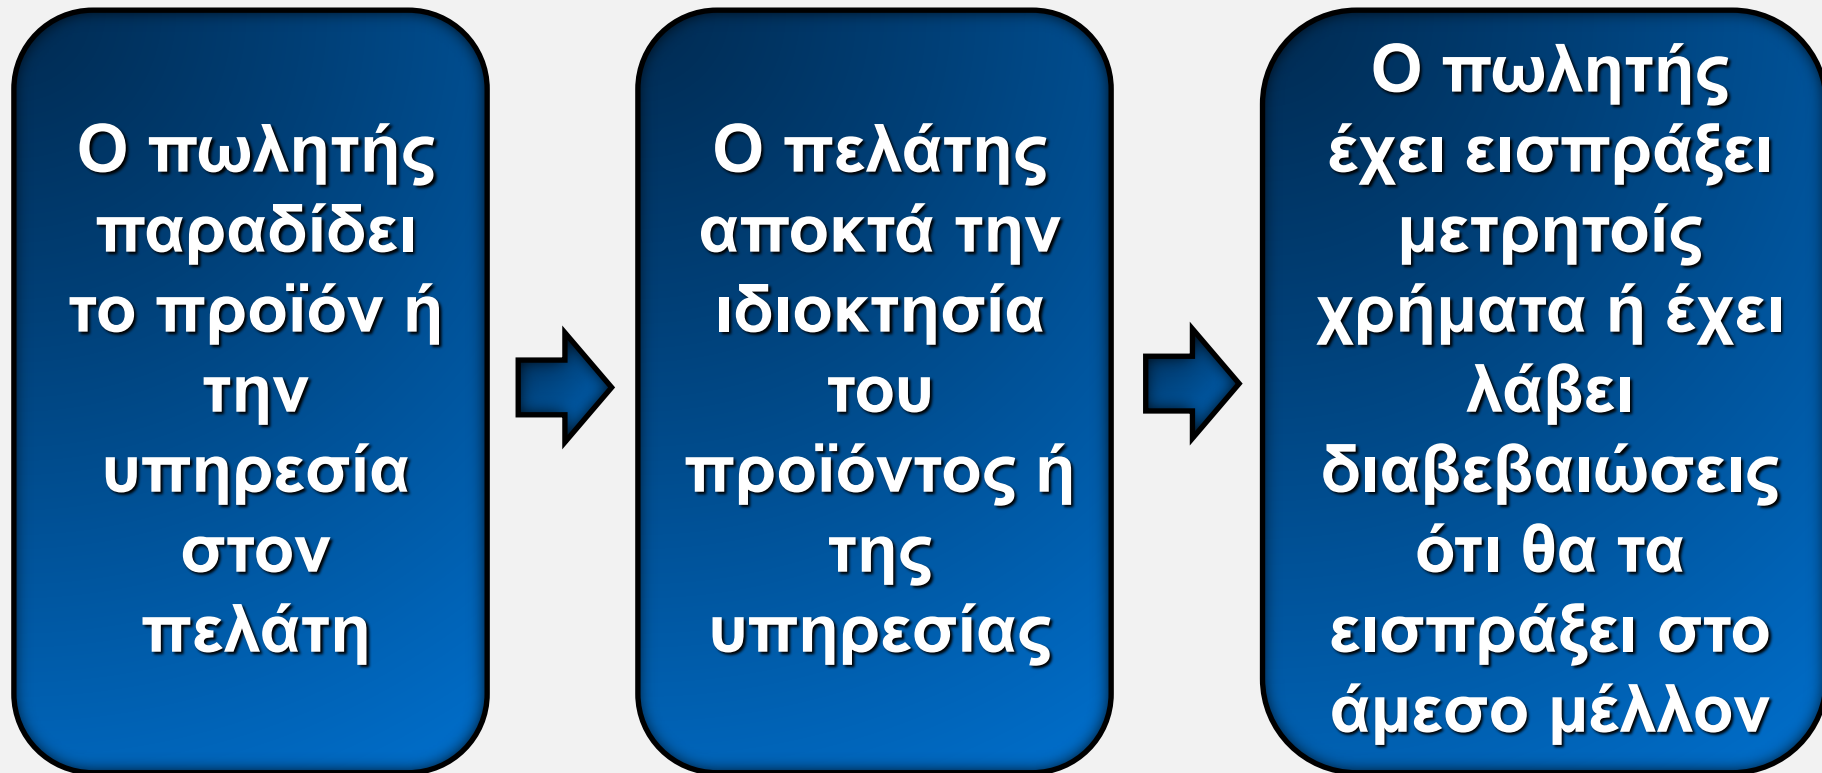 Ο πωλητής
παραδίδει
το προϊόν ή
την
υπηρεσία
στον
πελάτη
Ο πελάτης
αποκτά την
ιδιοκτησία
του
προϊόντος ή
της
υπηρεσίας
Ο πωλητής
έχει εισπράξει
μετρητοίς
χρήματα ή έχει
λάβει
διαβεβαιώσεις
ότι θα τα
εισπράξει στο
άμεσο μέλλον